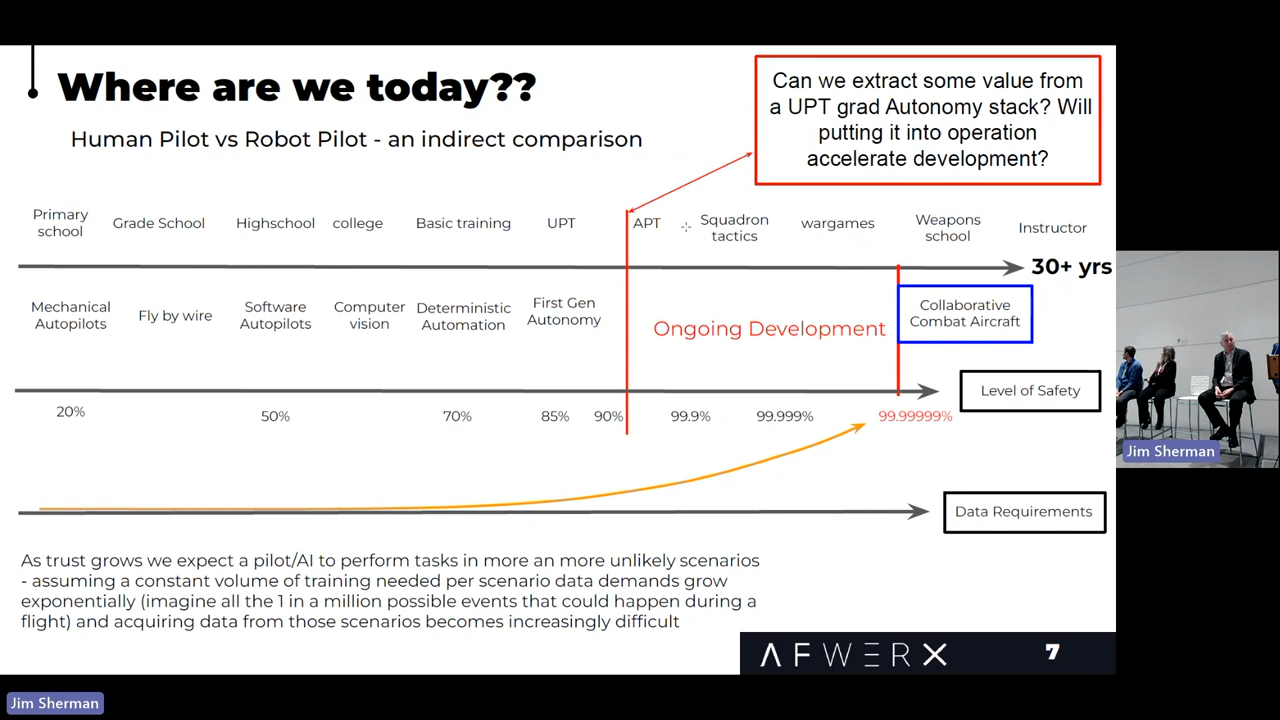 Where are we today??
Human Pilot vs Robot Pilot - an indirect comparison
Can we extract some value from
a UPT grad Autonomy stack? Will
putting it into operation
accelerate development?
Primary
school
Grade School
Highschool
college
Basic training
UPT
APT
Squadron
tactics
wargames
Weapons
school
Instructor
30+ yrs
Mechanical
Autopilots
Fly by wire
Software
Autopilots
Computer
vision
Deterministic
Automation
First Gen
Autonomy
Ongoing Development
Collaborative
Combat Aircraft
Level of Safety
20%
50%
70%
85%
90%
99.9%
99.999%
99.99999%
Data Requirements
As trust grows we expect a pilot/AI to perform tasks in more an more unlikely scenarios
- assuming a constant volume of training needed per scenario data demands grow
exponentially (imagine all the 1 in a million possible events that could happen during a
flight) and acquiring data from those scenarios becomes increasingly difficult
AFWERX
7
Jim Sherman
Jim Sherman